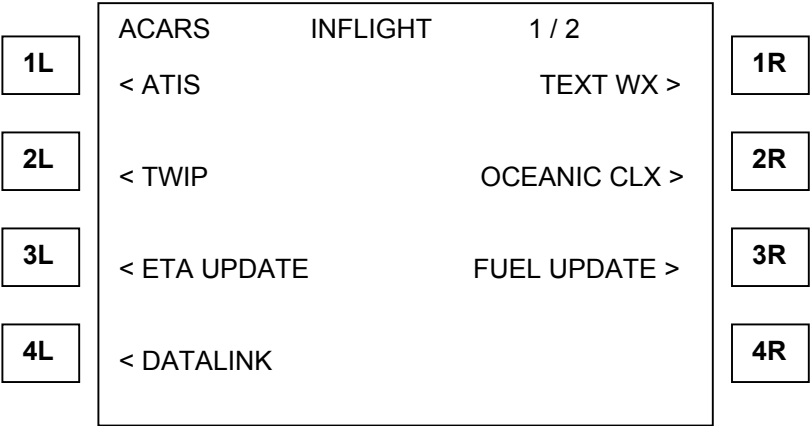 ACARS INFLIGHT 1 / 2
1L 1R
< ATIS TEXT WX >
2L 2R
< TWIP OCEANIC CLX >
3L 3R
< ETA UPDATE FUEL UPDATE >
4L 4R
< DATALINK